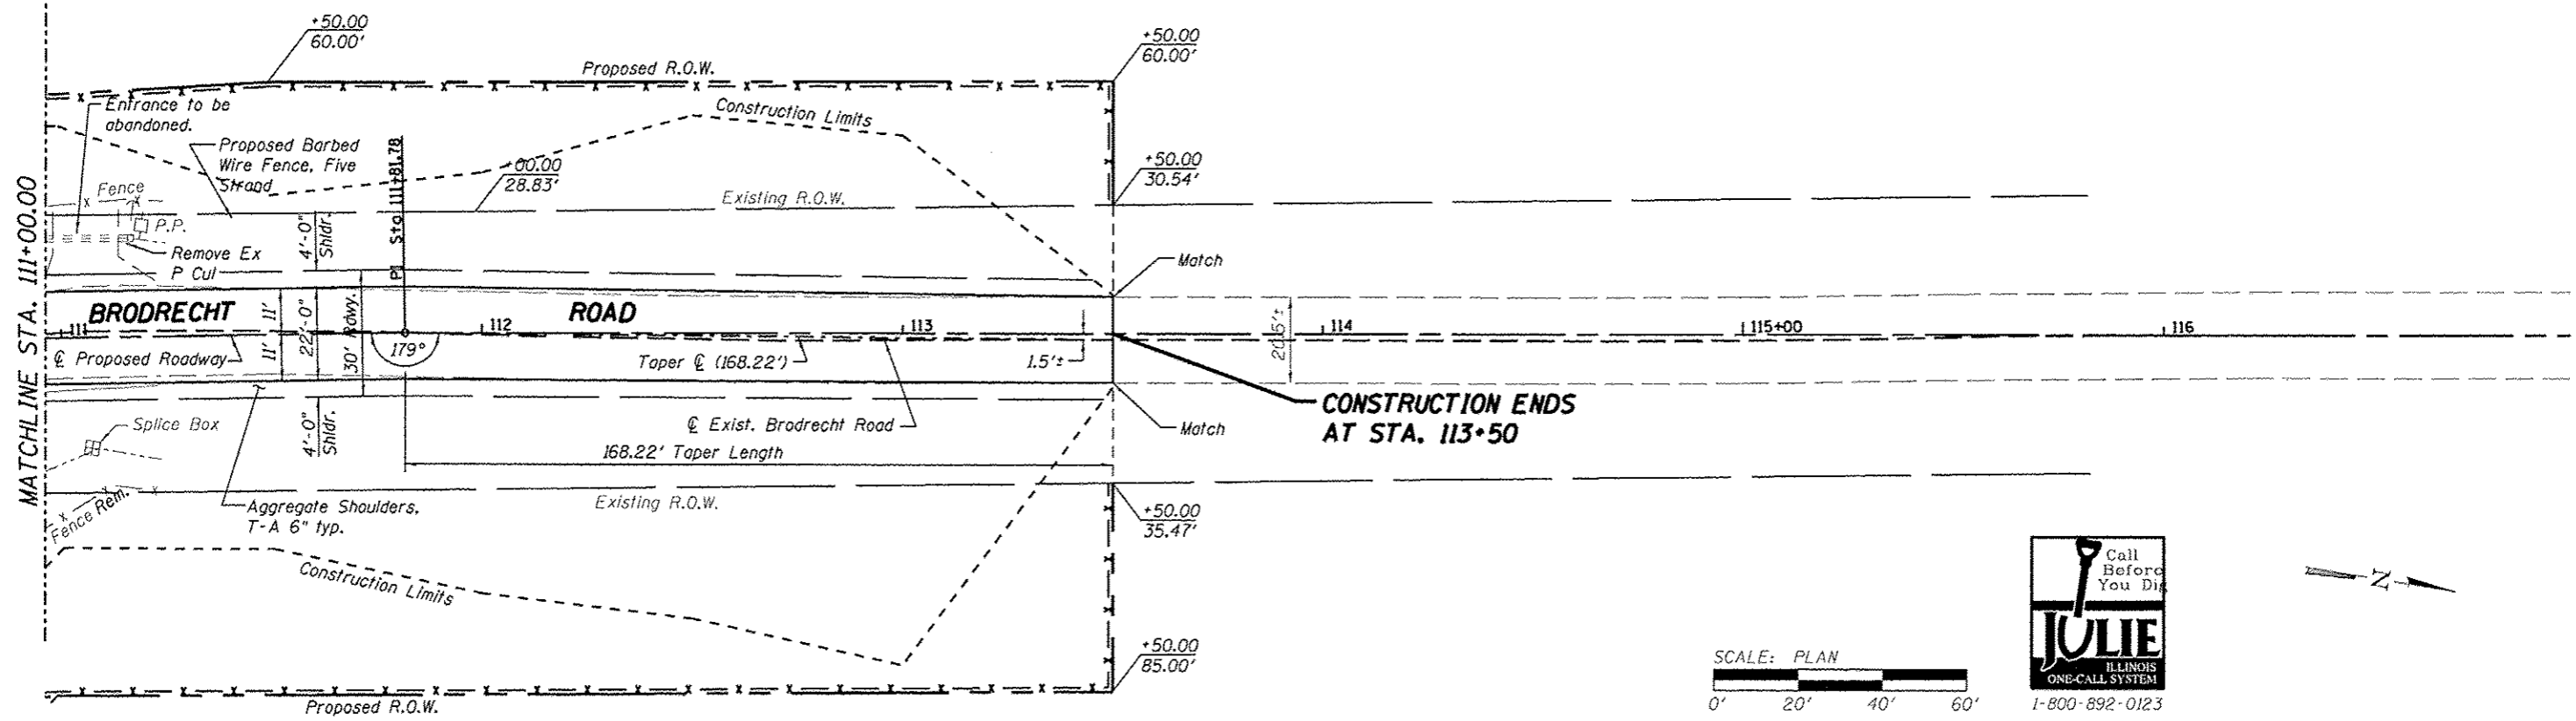 +50.00
60.00'
+50.00
60.00'
Proposed R.O.W.
Entrance to be
abandoned.
Construction Limits
Proposed Barbed
Wire Fence, Five
Strand
+00.00
28.83'
+50.00
30.54'
Fence
Existing R.O.W.
P.P.
4'-0"
Shldr.
PI Sta 111+81.78
Remove Ex
P Cul
Match
MATCHLINE STA. 111+00.00
BRODRECHT ROAD
111
112
113
114
115+00
116
11'
11'
22'-0"
30' Rdwy.
179°
℄ Proposed Roadway
Taper ℄ (168.22')
1.5'±
20.5'±
CONSTRUCTION ENDS
AT STA. 113+50
Splice Box
4'-0"
Shldr.
℄ Exist. Brodrecht Road
Match
168.22' Taper Length
Fence Rem.
Aggregate Shoulders,
T-A 6" typ.
Existing R.O.W.
+50.00
35.47'
Construction Limits
+50.00
85.00'
Proposed R.O.W.
N
SCALE: PLAN
0' 20' 40' 60'
Call
Before
You Dig
JULIE
ILLINOIS
ONE-CALL SYSTEM
1-800-892-0123